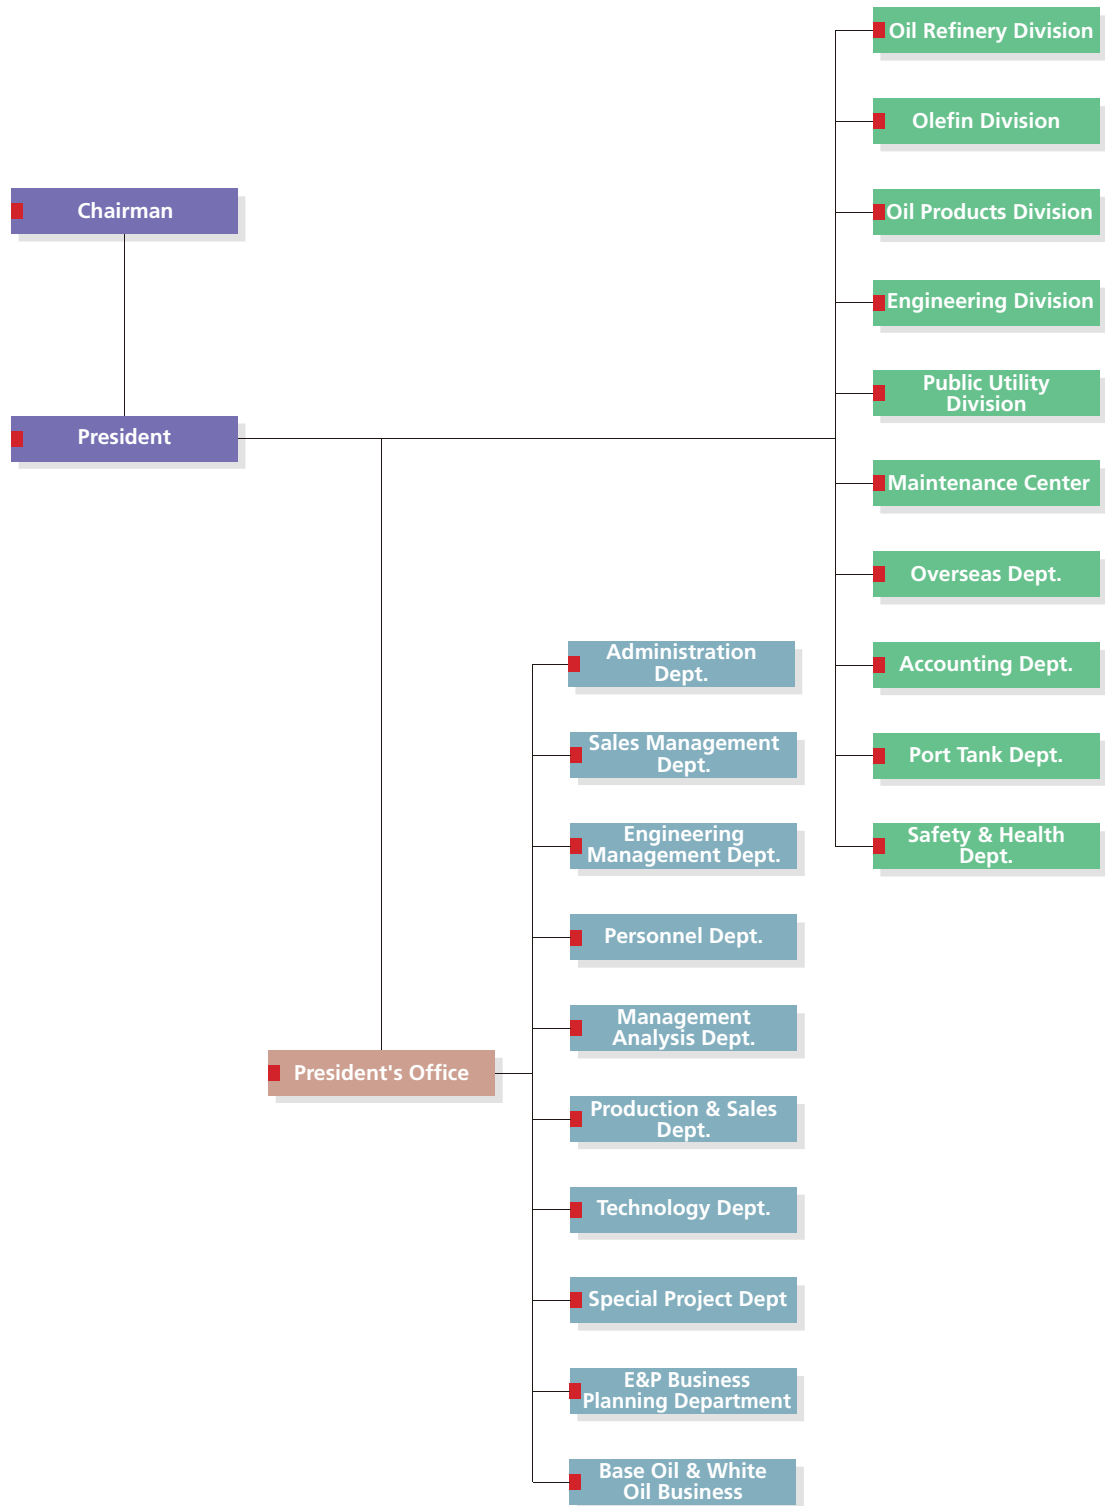 Chairman
President
President's Office
Administration
Dept.
Sales Management
Dept.
Engineering
Management Dept.
Personnel Dept.
Management
Analysis Dept.
Production & Sales
Dept.
Technology Dept.
Special Project Dept
E&P Business
Planning Department
Base Oil & White
Oil Business
Oil Refinery Division
Olefin Division
Oil Products Division
Engineering Division
Public Utility
Division
Maintenance Center
Overseas Dept.
Accounting Dept.
Port Tank Dept.
Safety & Health
Dept.